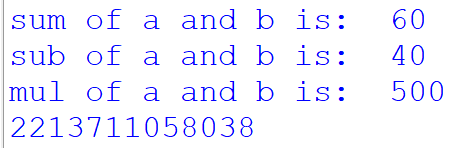 sum of a and b is:  60
sub of a and b is:  40
mul of a and b is:  500
2213711058038